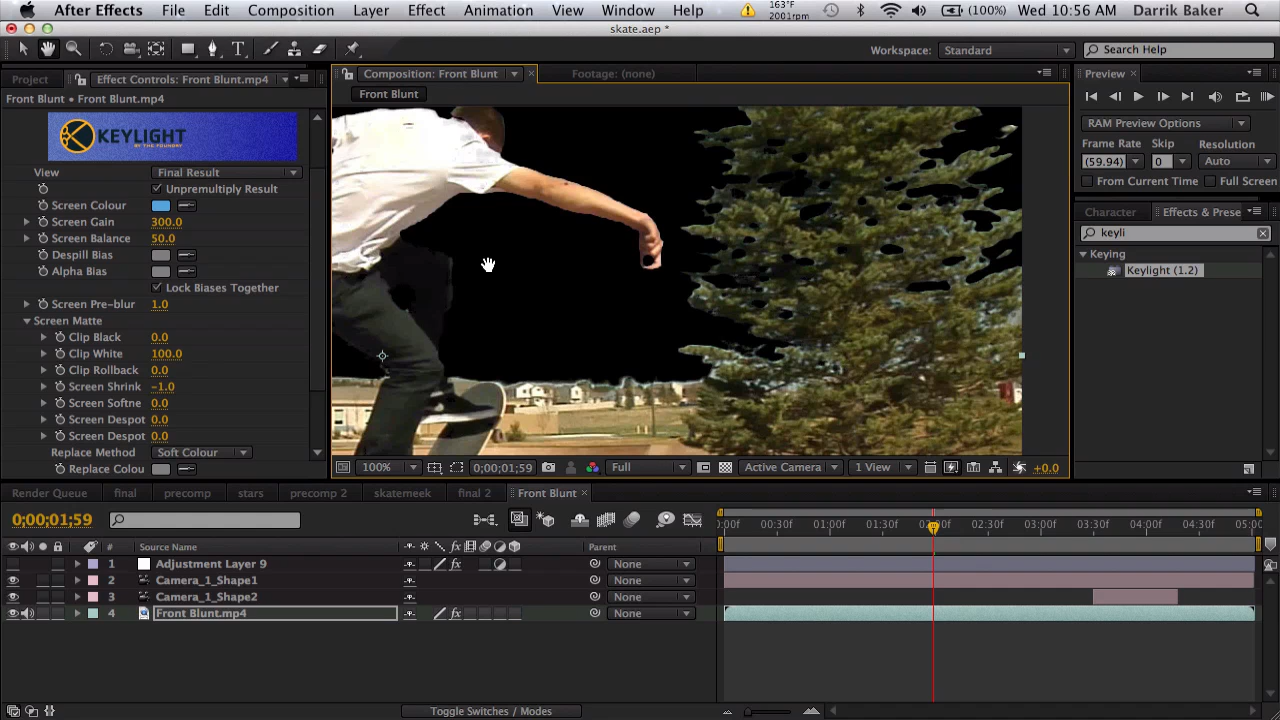 After Effects File Edit Composition Layer Effect Animation View Window Help 163°F 2001rpm (100%) Wed 10:56 AM Darrik Baker
skate.aep *
Workspace: Standard Search Help
Project Effect Controls: Front Blunt.mp4 Composition: Front Blunt Footage: (none) Preview
Front Blunt • Front Blunt.mp4 Front Blunt
KEYLIGHT
BY THE FOUNDRY
RAM Preview Options
Frame Rate Skip Resolution
(59.94) 0 Auto
From Current Time Full Screen
View Final Result
Unpremultiply Result
Screen Colour
Screen Gain 300.0
Screen Balance 50.0
Despill Bias
Alpha Bias
Lock Biases Together
Screen Pre-blur 1.0
Screen Matte
Clip Black 0.0
Clip White 100.0
Clip Rollback 0.0
Screen Shrink -1.0
Screen Softne 0.0
Screen Despot 0.0
Screen Despot 0.0
Replace Method Soft Colour
Replace Colou
Character Effects & Prese
keyli
Keying
Keylight (1.2)
100% 0;00;01;59 Full Active Camera 1 View +0.0
Render Queue final precomp stars precomp 2 skatemeek final 2 Front Blunt
0;00;01;59
:00f 00:30f 01:00f 01:30f 02:00f 02:30f 03:00f 03:30f 04:00f 04:30f 05:00
# Source Name fx Parent
1 Adjustment Layer 9 fx None
2 Camera_1_Shape1 None
3 Camera_1_Shape2 None
4 Front Blunt.mp4 fx None
Toggle Switches / Modes